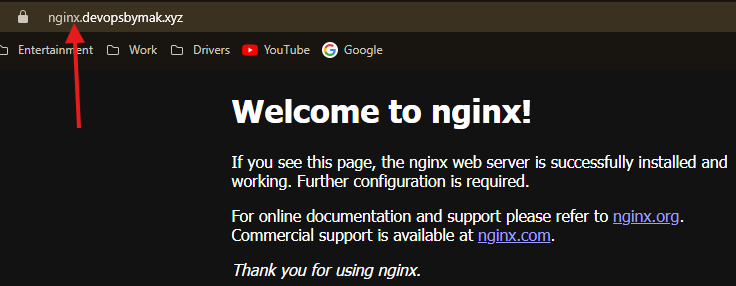 nginx.devopsbymak.xyz
Entertainment Work Drivers YouTube Google
Welcome to nginx!
If you see this page, the nginx web server is successfully installed and
working. Further configuration is required.
For online documentation and support please refer to nginx.org.
Commercial support is available at nginx.com.
Thank you for using nginx.